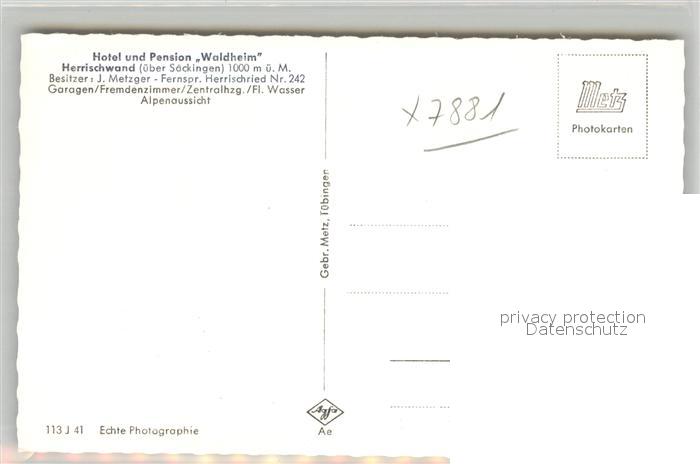 Hotel und Pension „Waldheim"
Herrischwand (über Säckingen) 1000 m ü. M.
Besitzer: J. Metzger - Fernspr. Herrischried Nr. 242
Garagen/Fremdenzimmer/Zentralhzg./Fl. Wasser
Alpenaussicht
x7881
Metz
Photokarten
Gebr. Metz, Tübingen
privacy protection
Datenschutz
Agfa
Ae
113 J 41 Echte Photographie